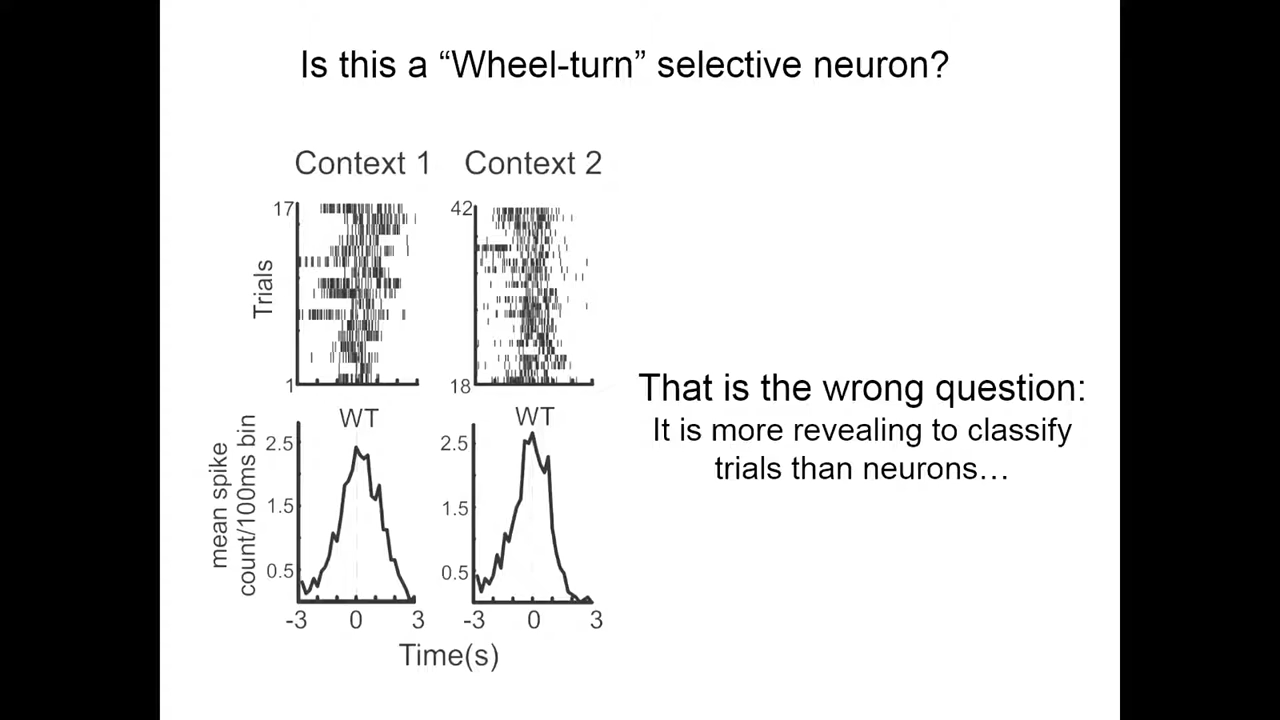 Is this a “Wheel-turn” selective neuron?
Context 1
Context 2
17
Trials
1
42
18
WT
WT
mean spike
count/100ms bin
2.5
1.5
0.5
2.5
1.5
0.5
-3 0 3
-3 0 3
Time(s)
That is the wrong question:
It is more revealing to classify
trials than neurons…